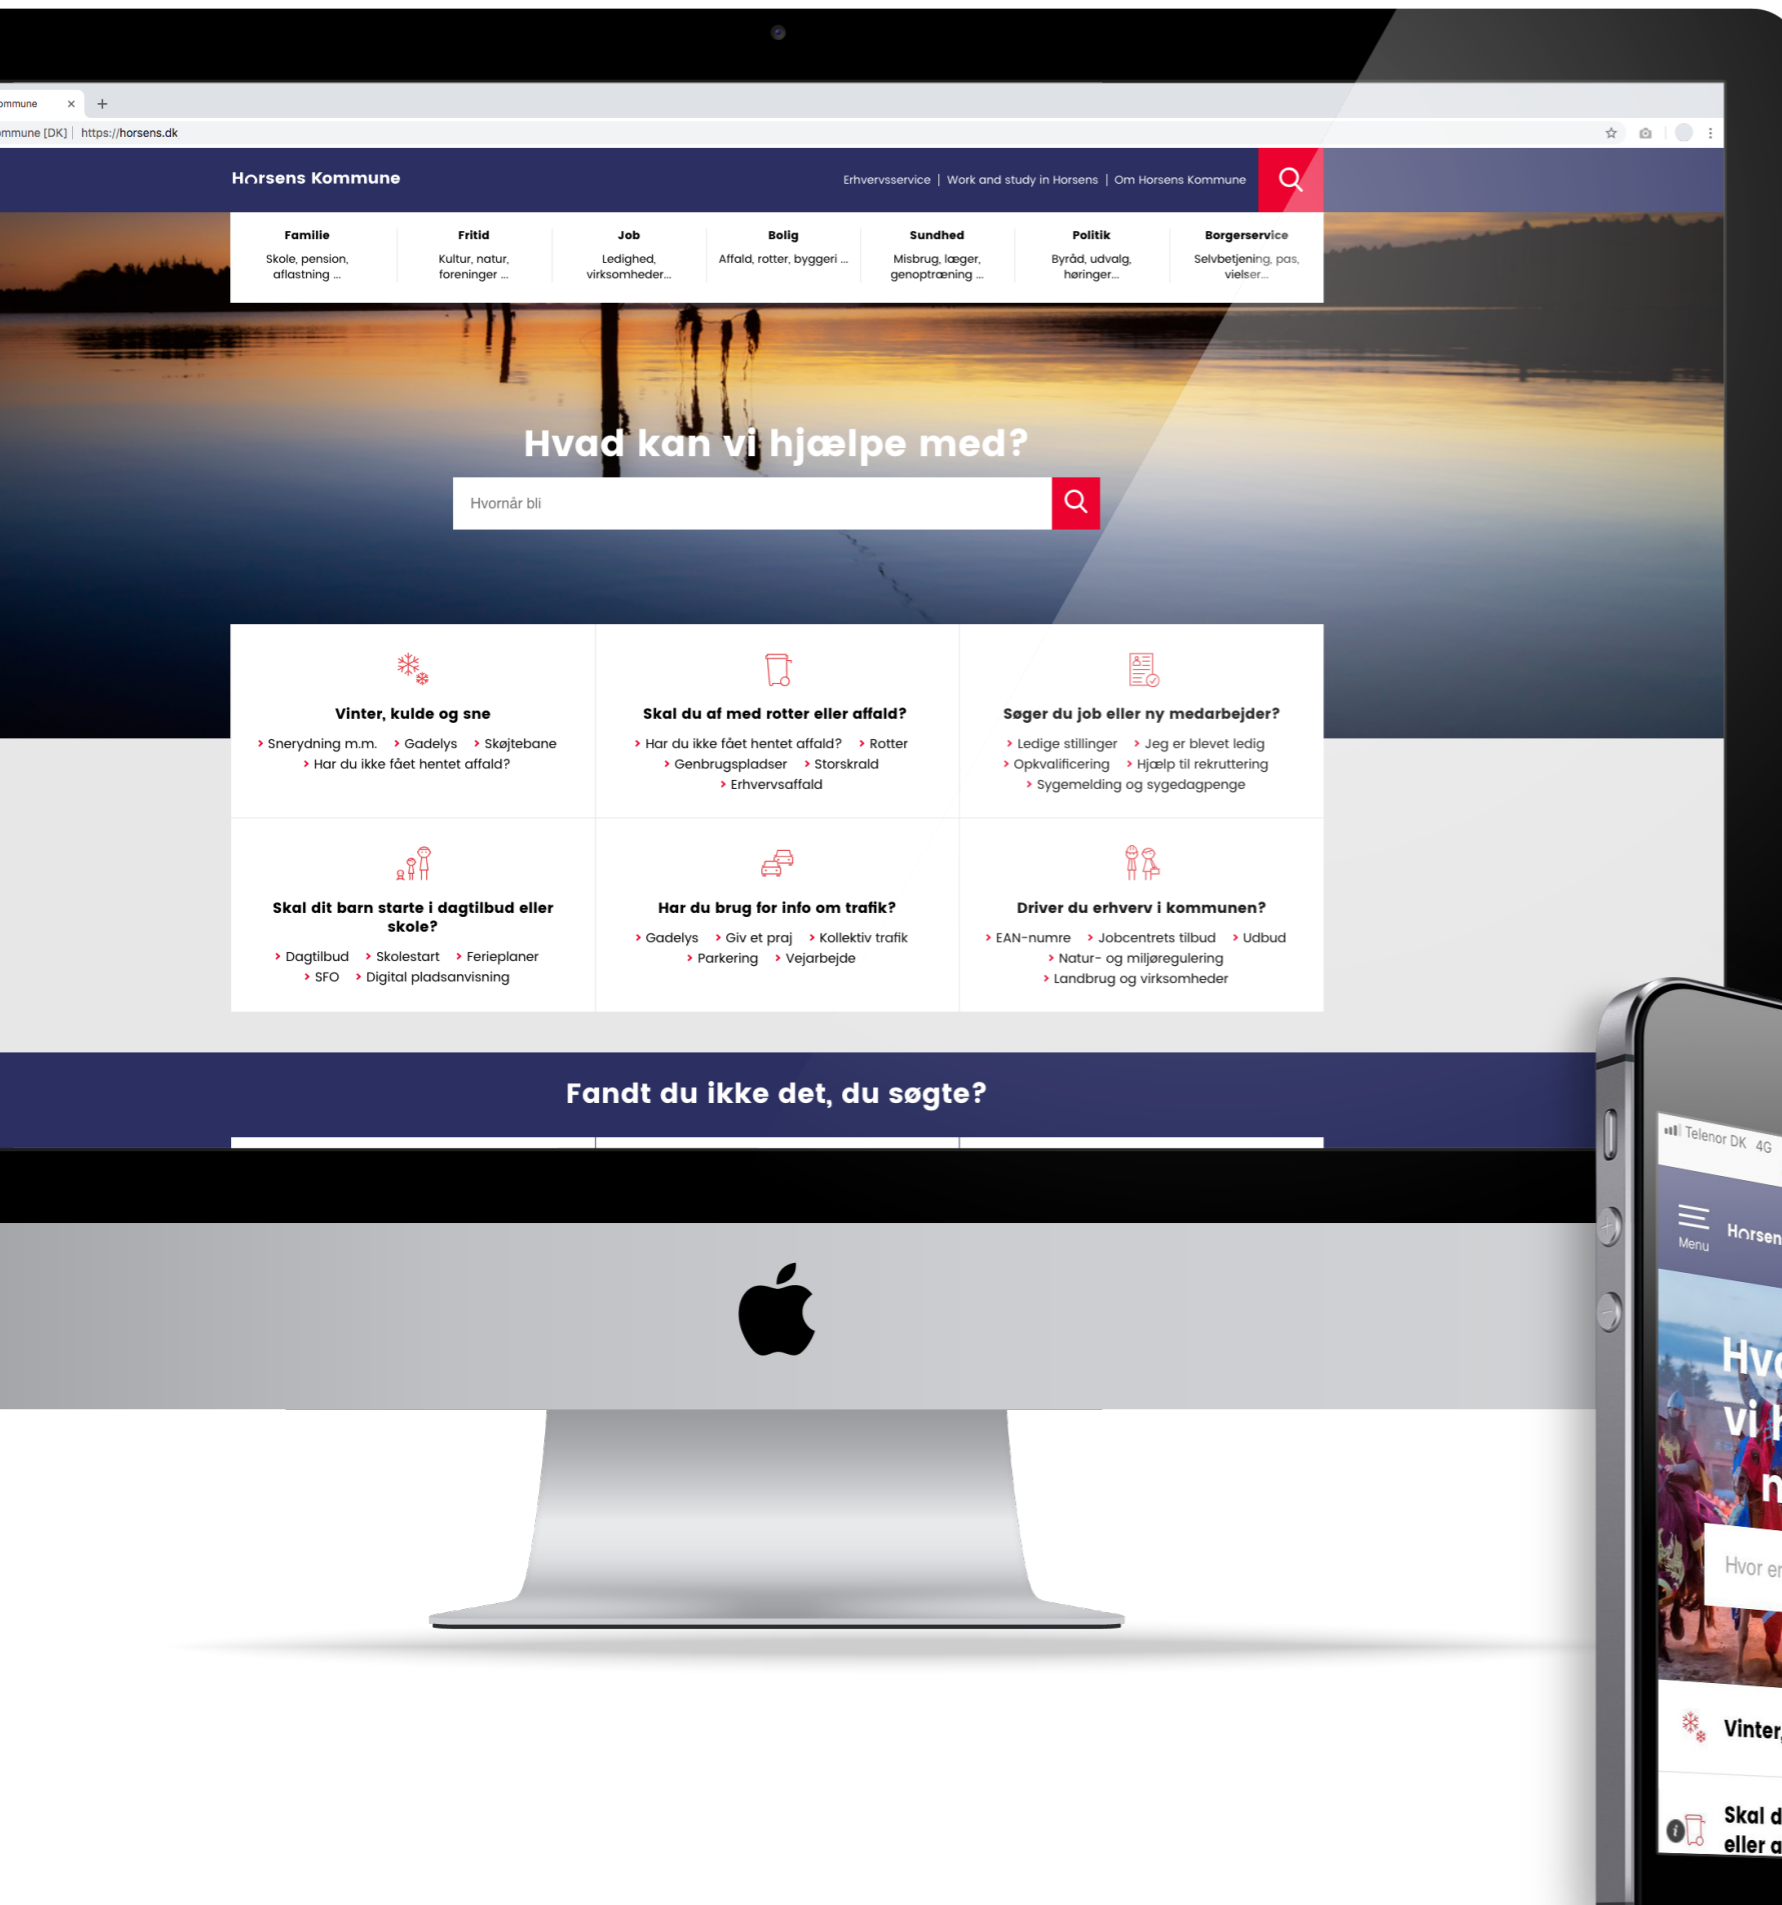 ommune × +
ommune [DK] | https://horsens.dk
Horsens Kommune
Erhvervsservice | Work and study in Horsens | Om Horsens Kommune
Familie
Skole, pension,
aflastning ...
Fritid
Kultur, natur,
foreninger ...
Job
Ledighed,
virksomheder...
Bolig
Affald, rotter, byggeri ...
Sundhed
Misbrug, læger,
genoptræning ...
Politik
Byråd, udvalg,
høringer...
Borgerservice
Selvbetjening, pas,
vielser...
Hvad kan vi hjælpe med?
Hvornår bli
Vinter, kulde og sne
> Snerydning m.m. > Gadelys > Skøjtebane
> Har du ikke fået hentet affald?
Skal du af med rotter eller affald?
> Har du ikke fået hentet affald? > Rotter
> Genbrugspladser > Storskrald
> Erhvervsaffald
Søger du job eller ny medarbejder?
> Ledige stillinger > Jeg er blevet ledig
> Opkvalificering > Hjælp til rekruttering
> Sygemelding og sygedagpenge
Skal dit barn starte i dagtilbud eller
skole?
> Dagtilbud > Skolestart > Ferieplaner
> SFO > Digital pladsanvisning
Har du brug for info om trafik?
> Gadelys > Giv et praj > Kollektiv trafik
> Parkering > Vejarbejde
Driver du erhverv i kommunen?
> EAN-numre > Jobcentrets tilbud > Udbud
> Natur- og miljøregulering
> Landbrug og virksomheder
Fandt du ikke det, du søgte?
Telenor DK 4G
Menu
Horsen
Hva
vi h
n
Hvor er
Vinter,
Skal d
eller a